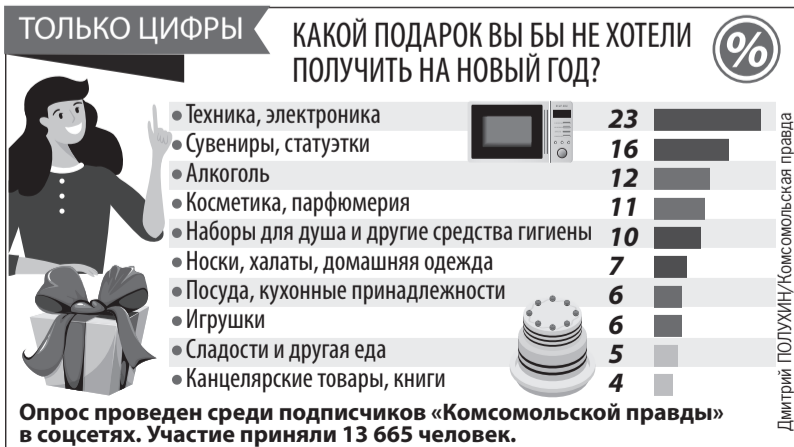 ТОЛЬКО ЦИФРЫ
КАКОЙ ПОДАРОК ВЫ БЫ НЕ ХОТЕЛИ
ПОЛУЧИТЬ НА НОВЫЙ ГОД?
%
• Техника, электроника 23
• Сувениры, статуэтки 16
• Алкоголь 12
• Косметика, парфюмерия 11
• Наборы для душа и другие средства гигиены 10
• Носки, халаты, домашняя одежда 7
• Посуда, кухонные принадлежности 6
• Игрушки 6
• Сладости и другая еда 5
• Канцелярские товары, книги 4
Опрос проведен среди подписчиков «Комсомольской правды»
в соцсетях. Участие приняли 13 665 человек.
Дмитрий ПОЛУХИН/Комсомольская правда